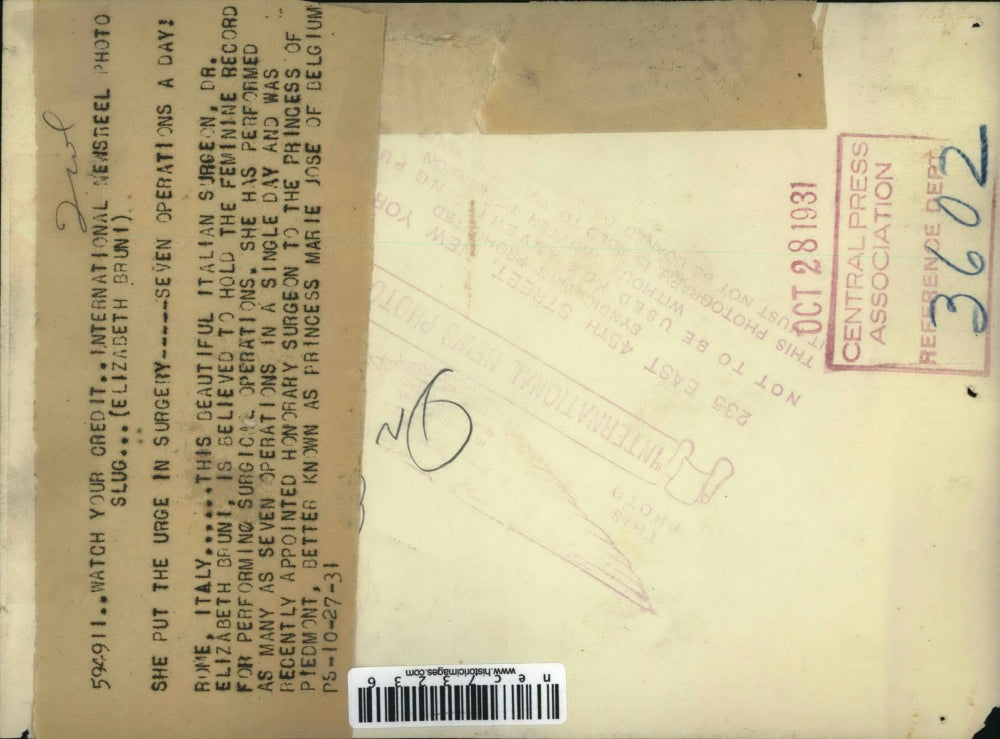 594911..WATCH YOUR CREDIT..INTERNATIONAL NEWSREEL PHOTO
SLUG...(ELIZABETH BRUNI)
SHE PUT THE URGE IN SURGERY-----SEVEN OPERATIONS A DAY!
ROME, ITALY......THIS BEAUTIFUL ITALIAN SURGEON, DR.
ELIZABETH BRUNI, IS BELIEVED TO HOLD THE FEMININE RECORD
FOR PERFORMING SURGICAL OPERATIONS. SHE HAS PERFORMED
AS MANY AS SEVEN OPERATIONS IN A SINGLE DAY AND WAS
RECENTLY APPOINTED HONORARY SURGEON TO THE PRINCESS OF
PIEDMONT, BETTER KNOWN AS PRINCESS MARIE JOSE OF BELGIUM
PS-10-27-31
OCT 28 1931
CENTRAL PRESS
ASSOCIATION
REFERENCE DEPT.
3602
THIS
PHOTO
"INTERNATIONAL NEWS PHOTO
235 EAST 45TH STREET, NEW YOR
NOT TO BE USED
THIS PHOTOGRAPH
WITHOUT
necz73236
www.historicimages.com